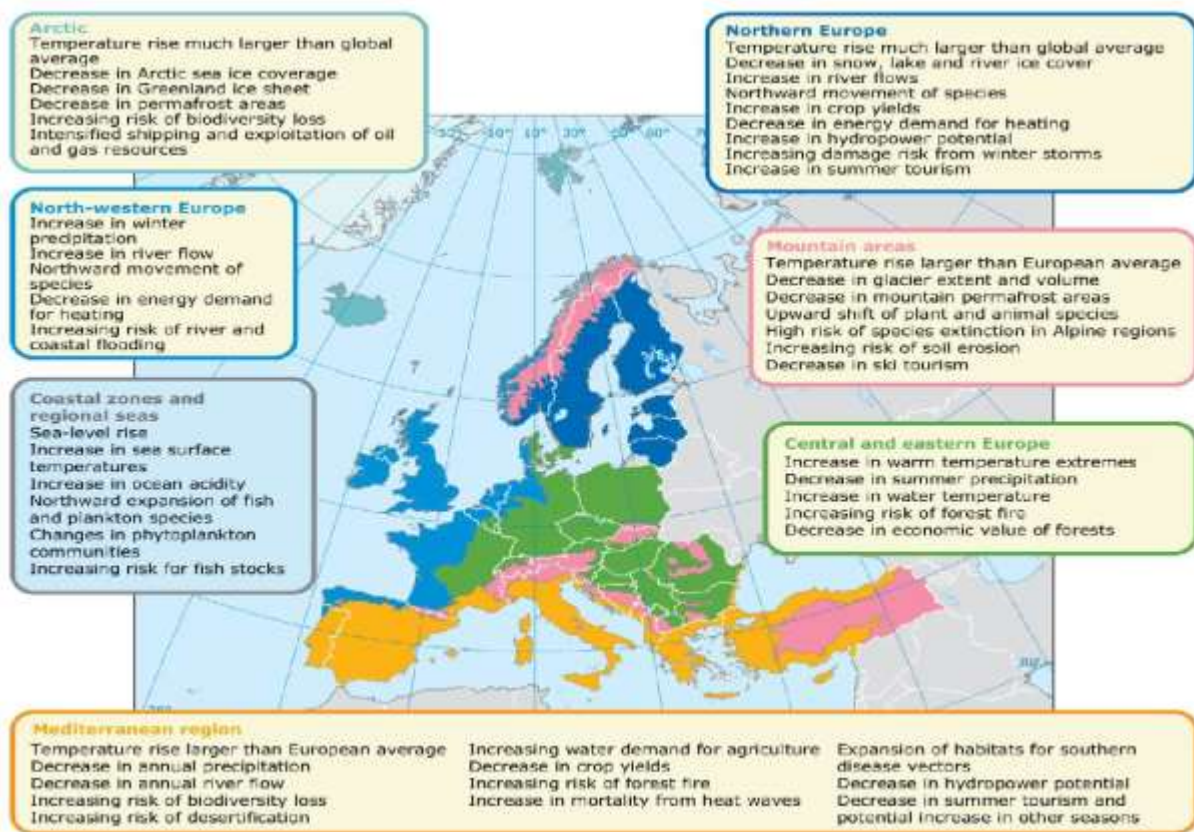 Arctic
Temperature rise much larger than global
average
Decrease in Arctic sea ice coverage
Decrease in Greenland ice sheet
Decrease in permafrost areas
Increasing risk of biodiversity loss
Intensified shipping and exploitation of oil
and gas resources
Northern Europe
Temperature rise much larger than global average
Decrease in snow, lake and river ice cover
Increase in river flows
Northward movement of species
Increase in crop yields
Decrease in energy demand for heating
Increase in hydropower potential
Increasing damage risk from winter storms
Increase in summer tourism
10° 10° 30°
North-western Europe
Increase in winter
precipitation
Increase in river flow
Northward movement of
species
Decrease in energy demand
for heating
Increasing risk of river and
coastal flooding
Mountain areas
Temperature rise larger than European average
Decrease in glacier extent and volume
Decrease in mountain permafrost areas
Upward shift of plant and animal species
High risk of species extinction in Alpine regions
Increasing risk of soil erosion
Decrease in ski tourism
Coastal zones and
regional seas
Sea-level rise
Increase in sea surface
temperatures
Increase in ocean acidity
Northward expansion of fish
and plankton species
Changes in phytoplankton
communities
Increasing risk for fish stocks
Central and eastern Europe
Increase in warm temperature extremes
Decrease in summer precipitation
Increase in water temperature
Increasing risk of forest fire
Decrease in economic value of forests
Mediterranean region
Temperature rise larger than European average
Decrease in annual precipitation
Decrease in annual river flow
Increasing risk of biodiversity loss
Increasing risk of desertification
Increasing water demand for agriculture
Decrease in crop yields
Increasing risk of forest fire
Increase in mortality from heat waves
Expansion of habitats for southern
disease vectors
Decrease in hydropower potential
Decrease in summer tourism and
potential increase in other seasons